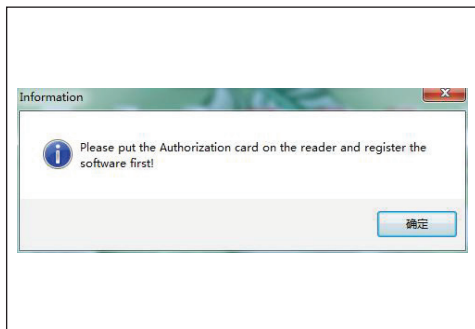 Information
Please put the Authorization card on the reader and register the
software first!
确定